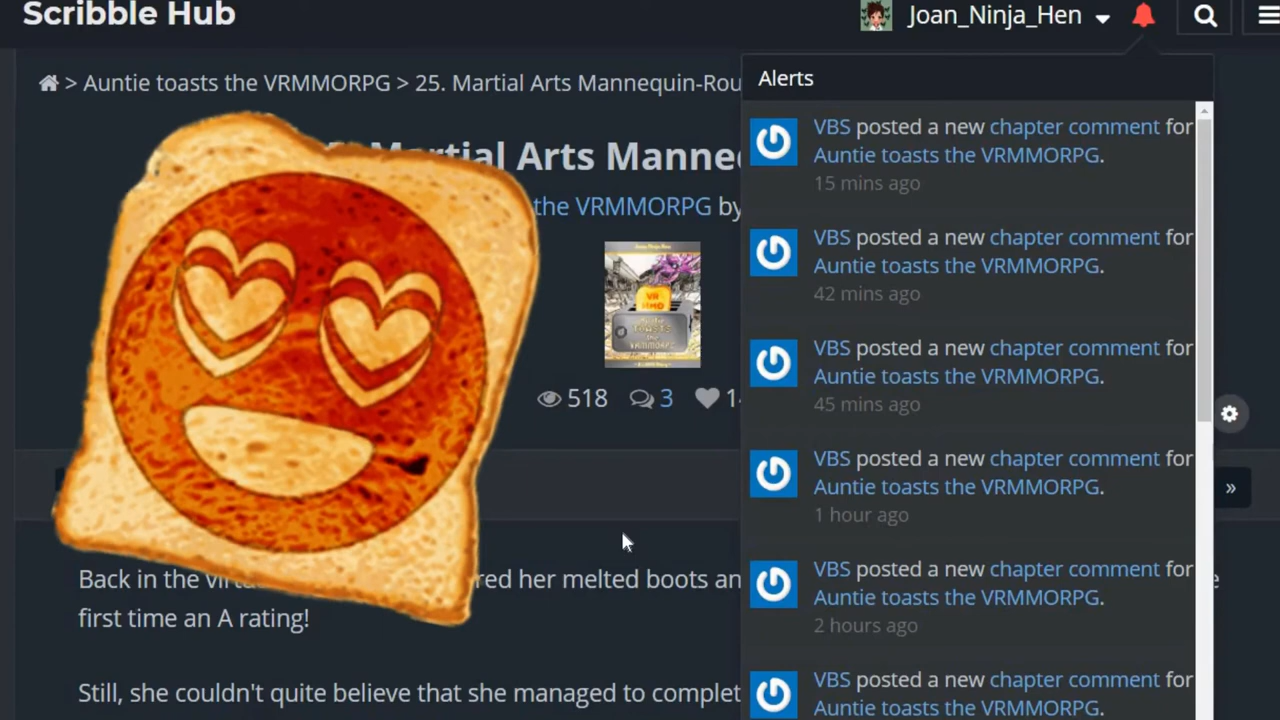 Scribble Hub
Joan_Ninja_Hen
> Auntie toasts the VRMMORPG > 25. Martial Arts Mannequin-Rou
Martial Arts Manne
the VRMMORPG by
518 3
Back in the red her melted boots an
first time an A rating!
Still, she couldn't quite believe that she managed to complet
»
Alerts
VBS posted a new chapter comment for
Auntie toasts the VRMMORPG.
15 mins ago
VBS posted a new chapter comment for
Auntie toasts the VRMMORPG.
42 mins ago
VBS posted a new chapter comment for
Auntie toasts the VRMMORPG.
45 mins ago
VBS posted a new chapter comment for
Auntie toasts the VRMMORPG.
1 hour ago
VBS posted a new chapter comment for
Auntie toasts the VRMMORPG.
2 hours ago
VBS posted a new chapter comment for
Auntie toasts the VRMMORPG.